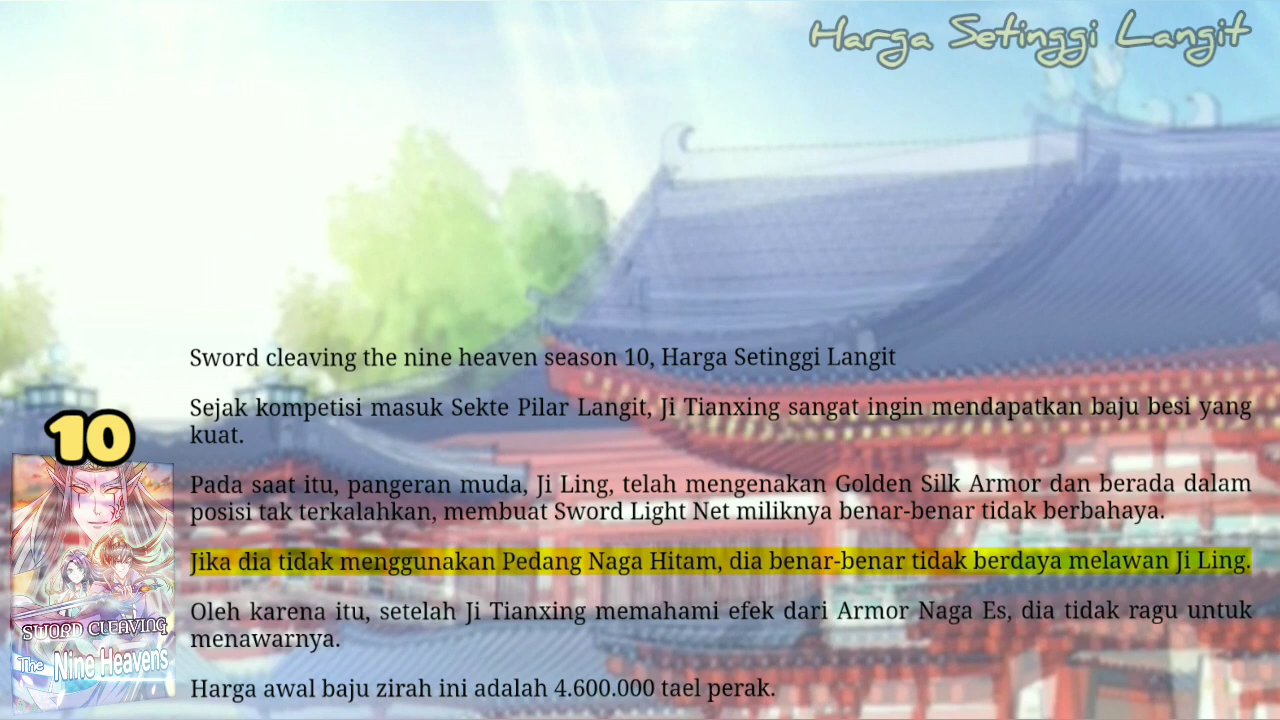 Harga Setinggi Langit
Sword cleaving the nine heaven season 10, Harga Setinggi Langit
Sejak kompetisi masuk Sekte Pilar Langit, Ji Tianxing sangat ingin mendapatkan baju besi yang
kuat.
Pada saat itu, pangeran muda, Ji Ling, telah mengenakan Golden Silk Armor dan berada dalam
posisi tak terkalahkan, membuat Sword Light Net miliknya benar-benar tidak berbahaya.
Jika dia tidak menggunakan Pedang Naga Hitam, dia benar-benar tidak berdaya melawan Ji Ling.
Oleh karena itu, setelah Ji Tianxing memahami efek dari Armor Naga Es, dia tidak ragu untuk
menawarnya.
Harga awal baju zirah ini adalah 4.600.000 tael perak.
10
SWORD CLEAVING
The Nine Heavens